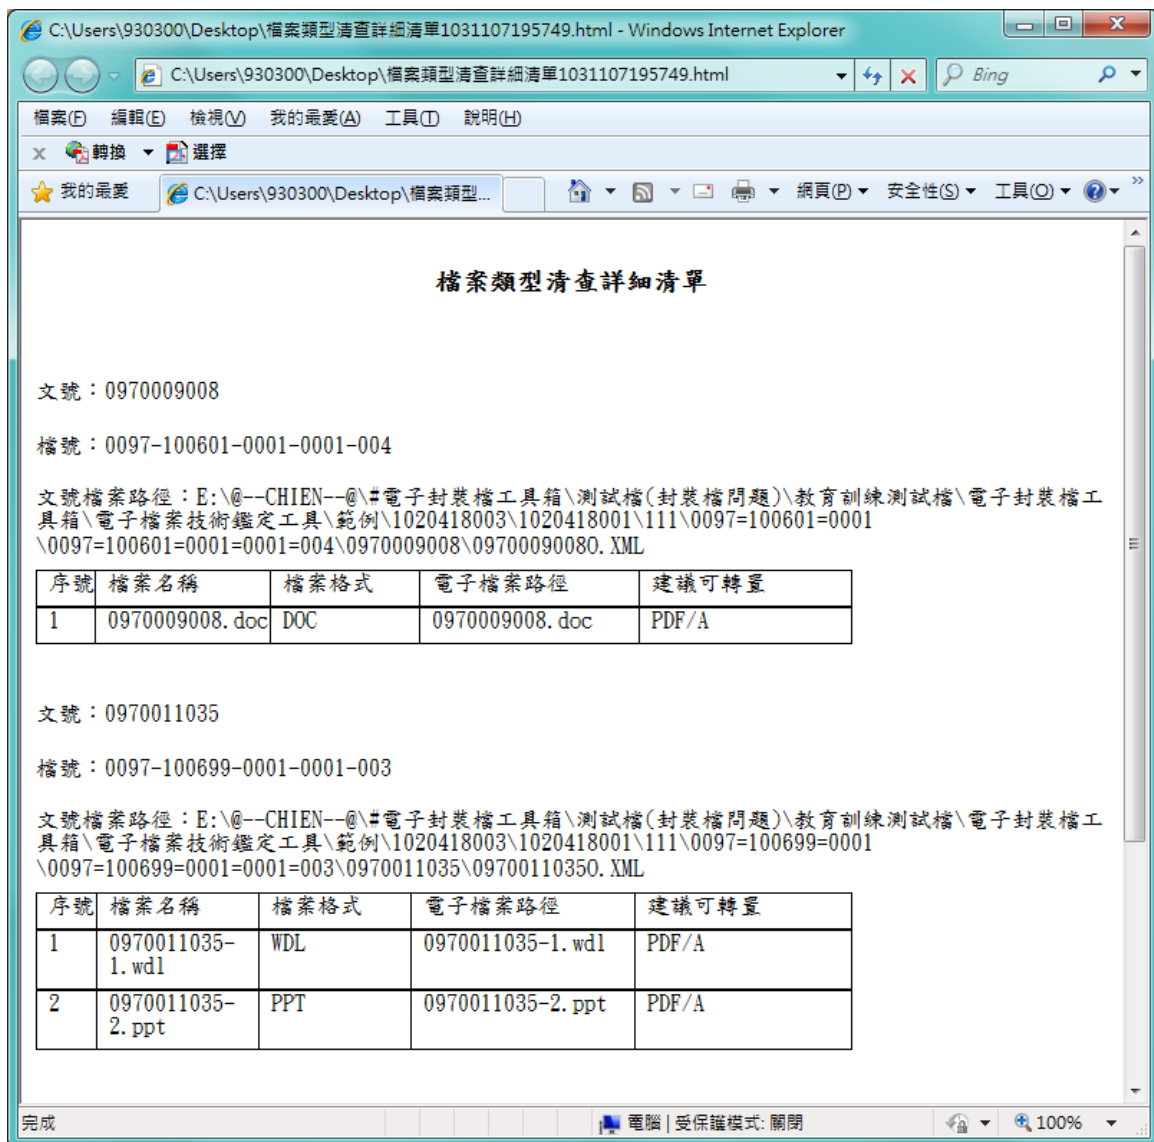 C:\Users\930300\Desktop\檔案類型清查詳細清單1031107195749.html - Windows Internet Explorer
C:\Users\930300\Desktop\檔案類型清查詳細清單1031107195749.html
Bing
檔案(F) 編輯(E) 檢視(V) 我的最愛(A) 工具(T) 說明(H)
x 轉換 選擇
我的最愛 C:\Users\930300\Desktop\檔案類型... 網頁(P) 安全性(S) 工具(O) »
檔案類型清查詳細清單
文號：0970009008
檔號：0097-100601-0001-0001-004
文號檔案路徑：E:\@--CHIEN--@\#電子封裝檔工具箱\測試檔(封裝檔問題)\教育訓練測試檔\電子封裝檔工
具箱\電子檔案技術鑑定工具\範例\1020418003\1020418001\111\0097=100601=0001
\0097=100601=0001=0001=004\0970009008\0970009008O.XML
序號 檔案名稱 檔案格式 電子檔案路徑 建議可轉置
1 0970009008.doc DOC 0970009008.doc PDF/A
文號：0970011035
檔號：0097-100699-0001-0001-003
文號檔案路徑：E:\@--CHIEN--@\#電子封裝檔工具箱\測試檔(封裝檔問題)\教育訓練測試檔\電子封裝檔工
具箱\電子檔案技術鑑定工具\範例\1020418003\1020418001\111\0097=100699=0001
\0097=100699=0001=0001=003\0970011035\0970011035O.XML
序號 檔案名稱 檔案格式 電子檔案路徑 建議可轉置
1 0970011035- WDL 0970011035-1.wdl PDF/A
1.wdl
2 0970011035- PPT 0970011035-2.ppt PDF/A
2.ppt
完成 電腦 | 受保護模式: 關閉 100%